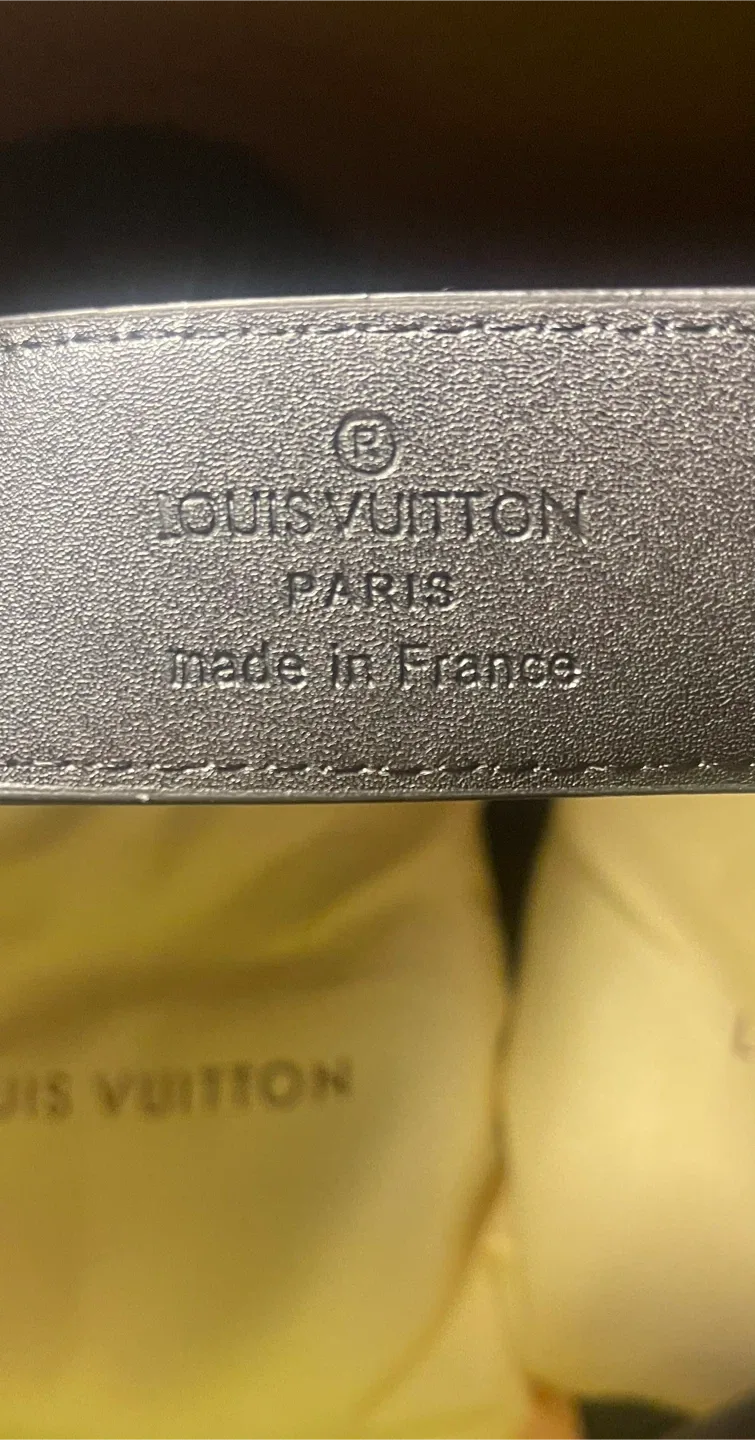 ®
LOUIS VUITTON
PARIS
made in France
UIS VUITTON
L